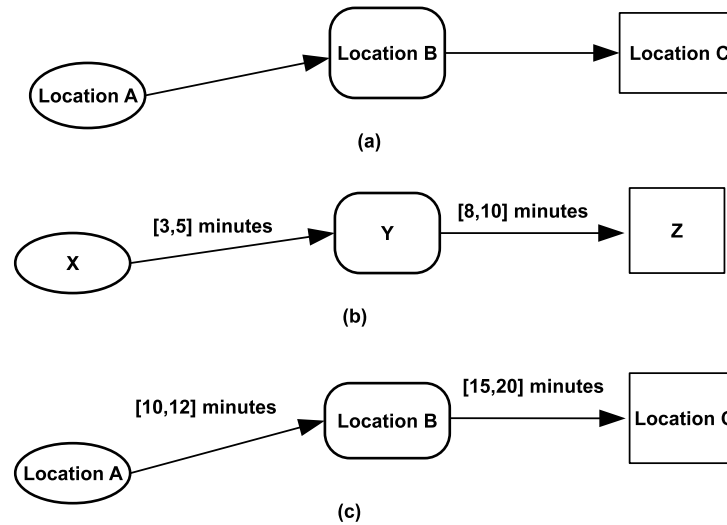 Location A
Location B
Location C
(a)
[3,5] minutes
[8,10] minutes
X
Y
Z
(b)
[10,12] minutes
[15,20] minutes
Location A
Location B
Location C
(c)